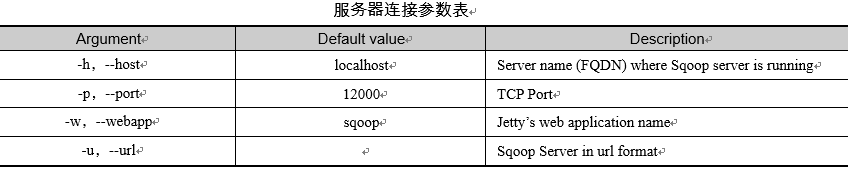 服务器连接参数表
Argument Default value Description
-h，--host localhost Server name (FQDN) where Sqoop server is running
-p，--port 12000 TCP Port
-w，--webapp sqoop Jetty’s web application name
-u，--url Sqoop Server in url format